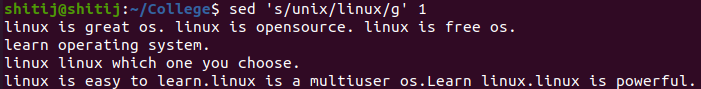 shitij@shitij:~/College$ sed 's/unix/linux/g' 1
linux is great os. linux is opensource. linux is free os.
learn operating system.
linux linux which one you choose.
linux is easy to learn.linux is a multiuser os.Learn linux.linux is powerful.